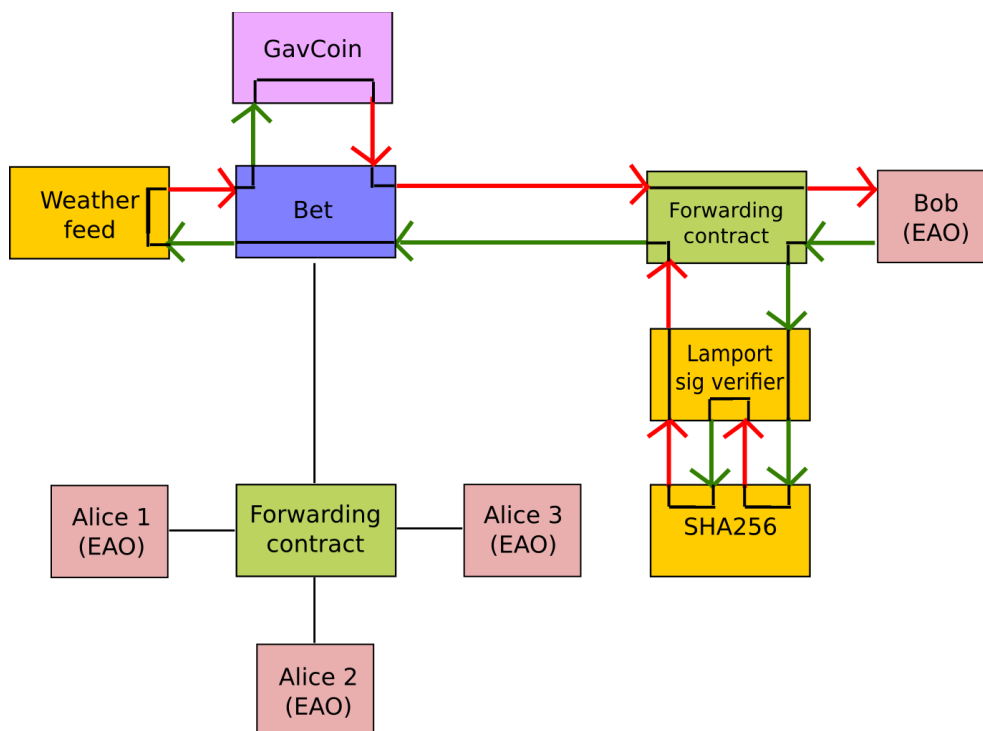 GavCoin
Weather
feed
Bet
Forwarding
contract
Bob
(EAO)
Lamport
sig verifier
SHA256
Alice 1
(EAO)
Forwarding
contract
Alice 3
(EAO)
Alice 2
(EAO)